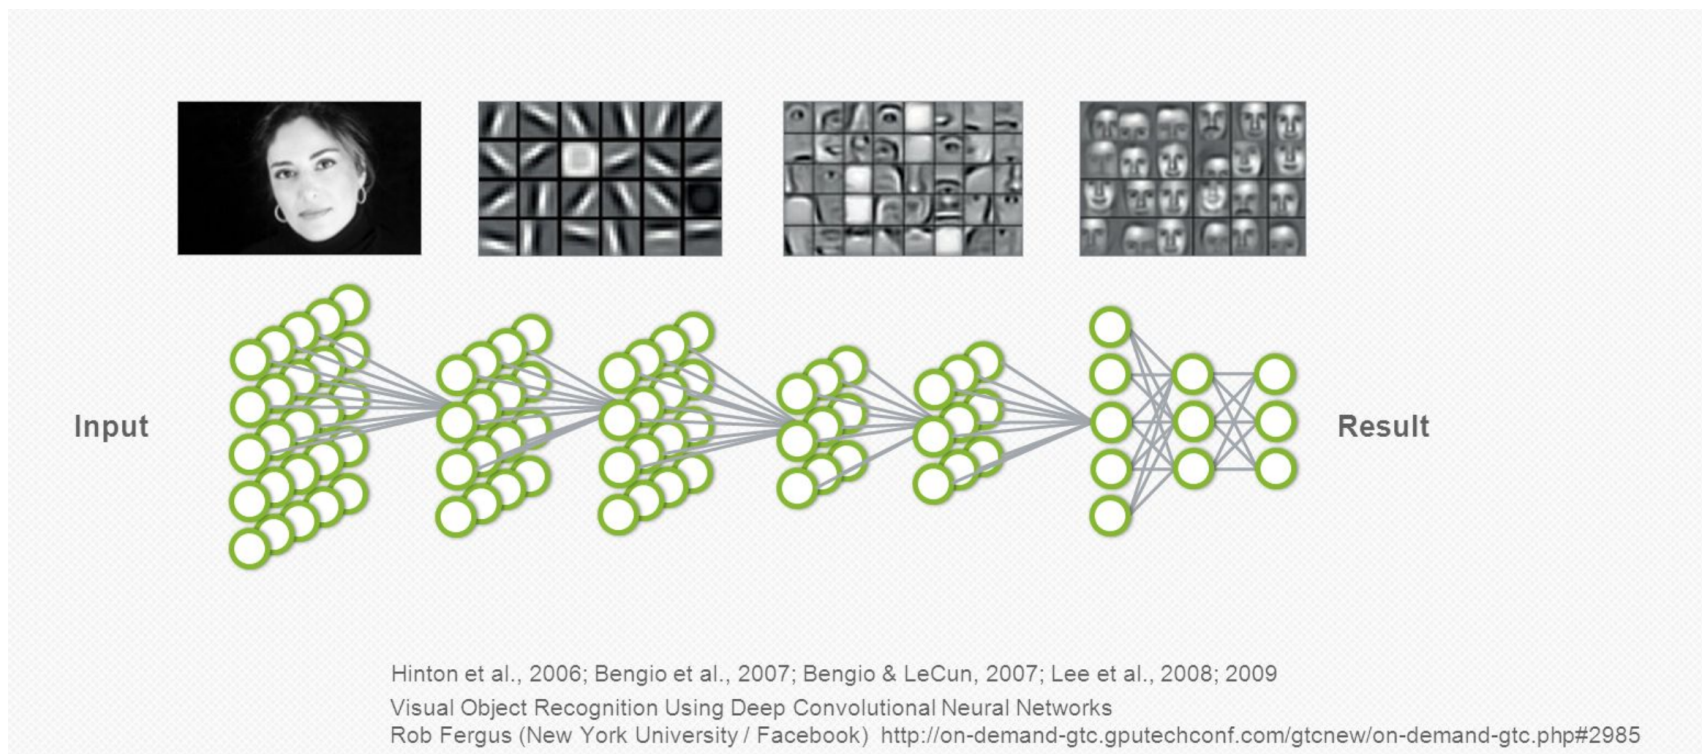 Input
Result
Hinton et al., 2006; Bengio et al., 2007; Bengio & LeCun, 2007; Lee et al., 2008; 2009
Visual Object Recognition Using Deep Convolutional Neural Networks
Rob Fergus (New York University / Facebook) http://on-demand-gtc.gputechconf.com/gtcnew/on-demand-gtc.php#2985